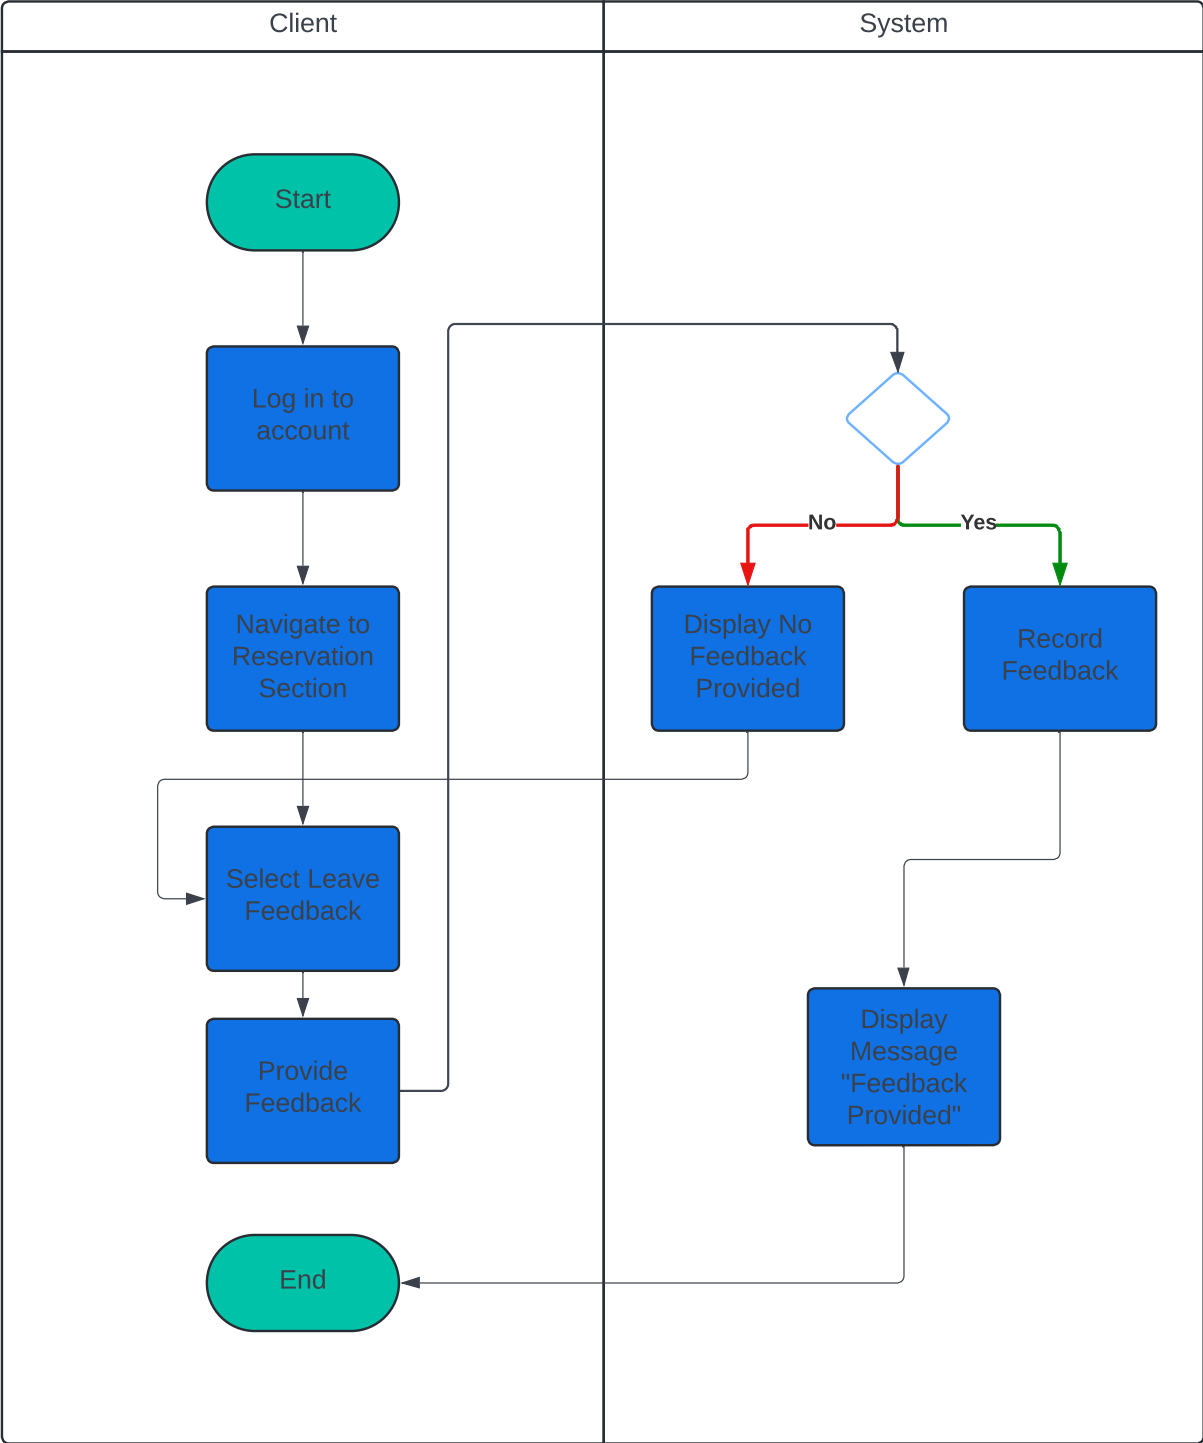 Client
System
Start
Log in to
account
No
Yes
Navigate to
Reservation
Section
Display No
Feedback
Provided
Record
Feedback
Select Leave
Feedback
Provide
Feedback
Display
Message
"Feedback
Provided"
End